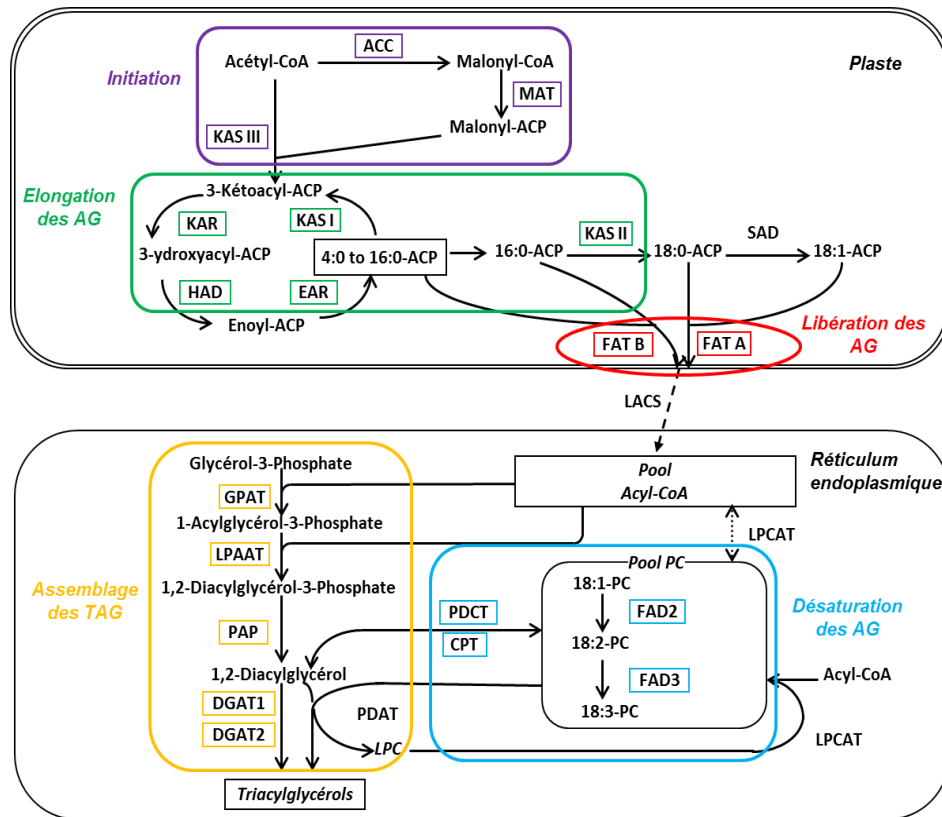 ACC
Acétyl-CoA
Malonyl-CoA
Plaste
Initiation
MAT
Malonyl-ACP
KAS III
3-Kétoacyl-ACP
Elongation
des AG
KAR
KAS I
KAS II
SAD
3-ydroxyacyl-ACP
4:0 to 16:0-ACP
16:0-ACP
18:0-ACP
18:1-ACP
HAD
EAR
Enoyl-ACP
Libération des
AG
FAT B
FAT A
LACS
Glycérol-3-Phosphate
Pool
Acyl-CoA
Réticulum
endoplasmique
GPAT
1-Acylglycérol-3-Phosphate
LPCAT
LPAAT
Pool PC
Assemblage
des TAG
1,2-Diacylglycérol-3-Phosphate
18:1-PC
Désaturation
des AG
PDCT
FAD2
PAP
CPT
18:2-PC
1,2-Diacylglycérol
FAD3
Acyl-CoA
DGAT1
PDAT
18:3-PC
DGAT2
LPC
LPCAT
Triacylglycérols